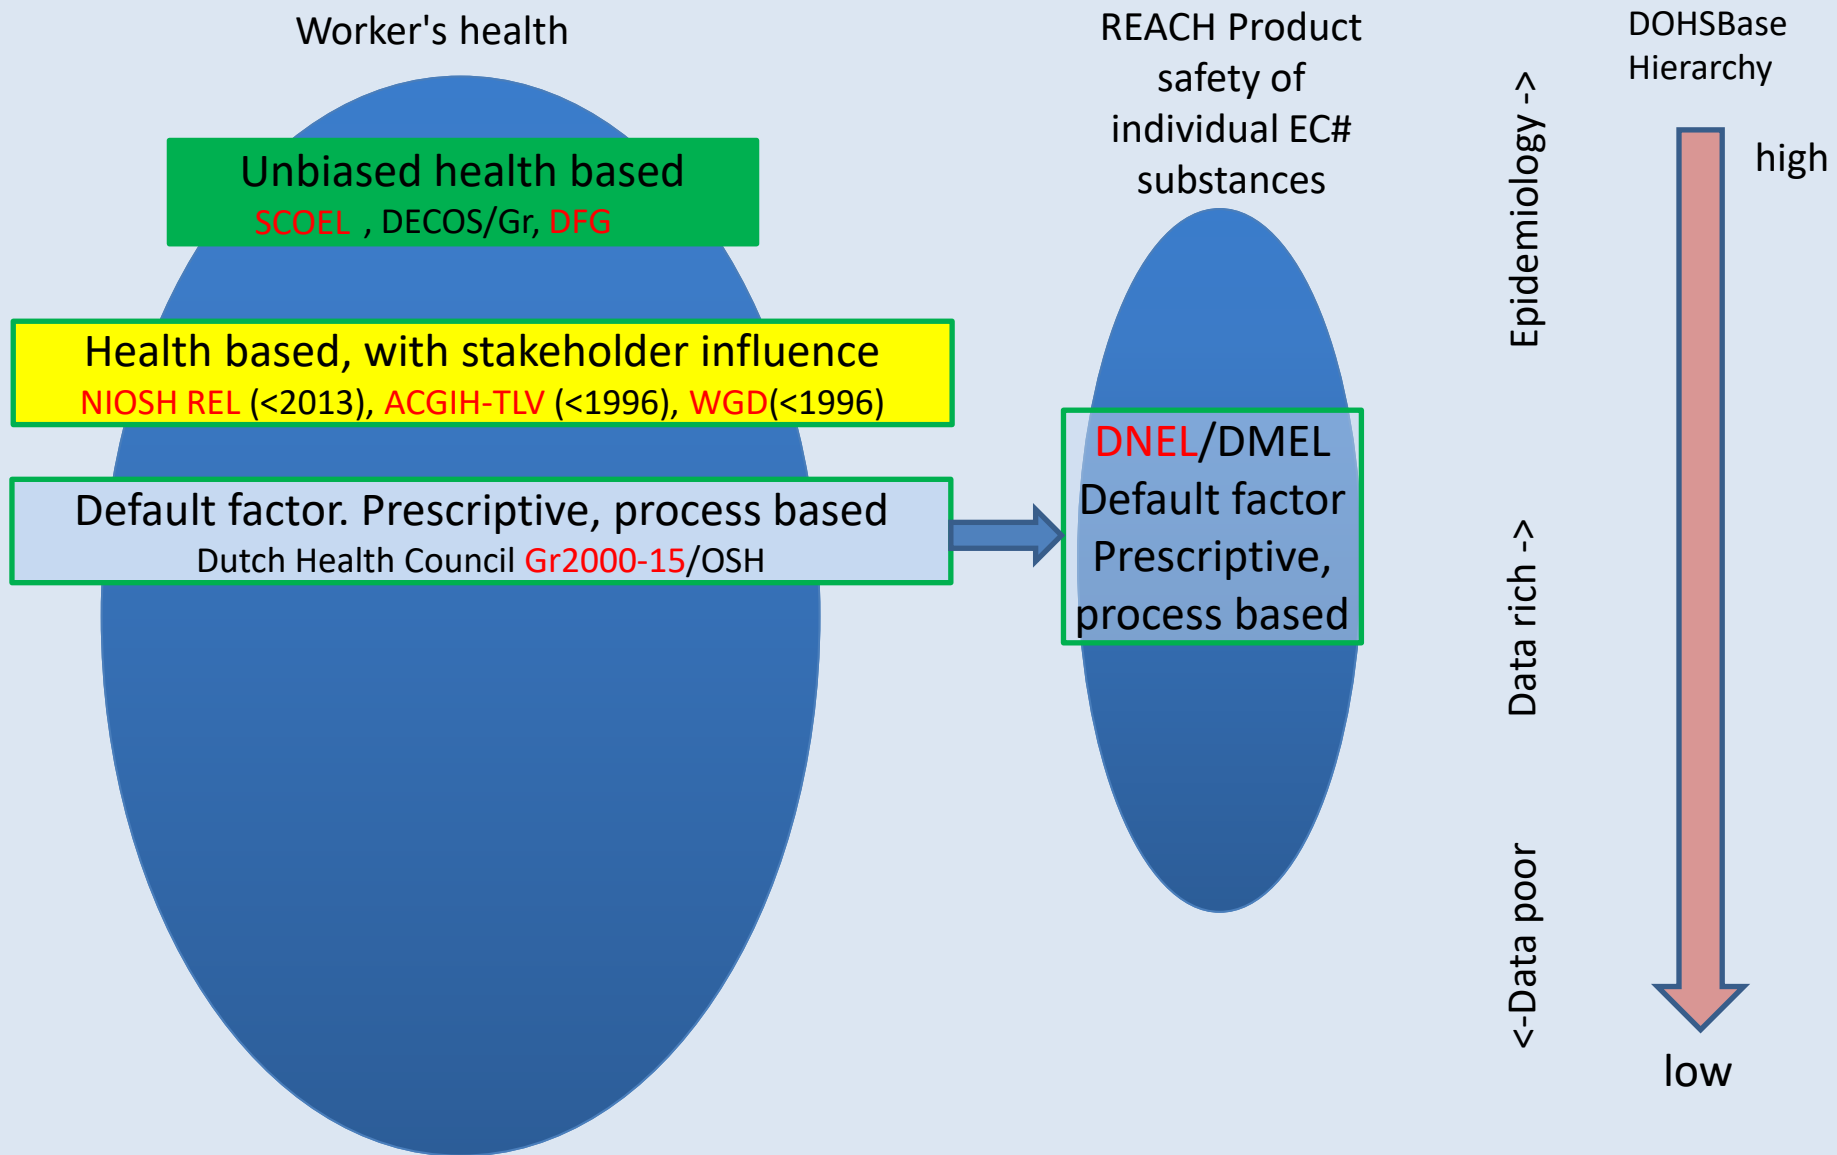 Worker's health
Unbiased health based
SCOEL , DECOS/Gr, DFG
Health based, with stakeholder influence
NIOSH REL (<2013), ACGIH-TLV (<1996), WGD(<1996)
Default factor. Prescriptive, process based
Dutch Health Council Gr2000-15/OSH
REACH Product
safety of
individual EC#
substances
DNEL/DMEL
Default factor
Prescriptive,
process based
Epidemiology ->
Data rich ->
<-Data poor
DOHSBase
Hierarchy
high
low